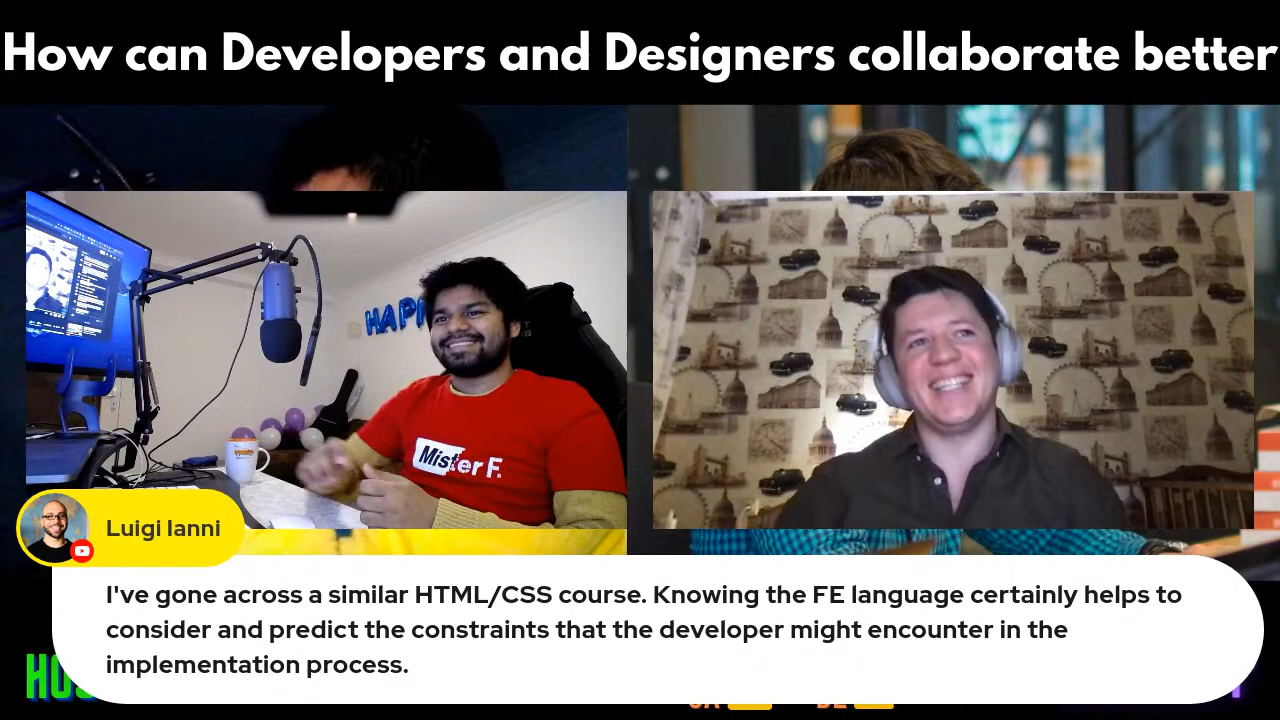 How can Developers and Designers collaborate better
HAPP
Mister F.
Luigi Ianni
I've gone across a similar HTML/CSS course. Knowing the FE language certainly helps to
consider and predict the constraints that the developer might encounter in the
implementation process.